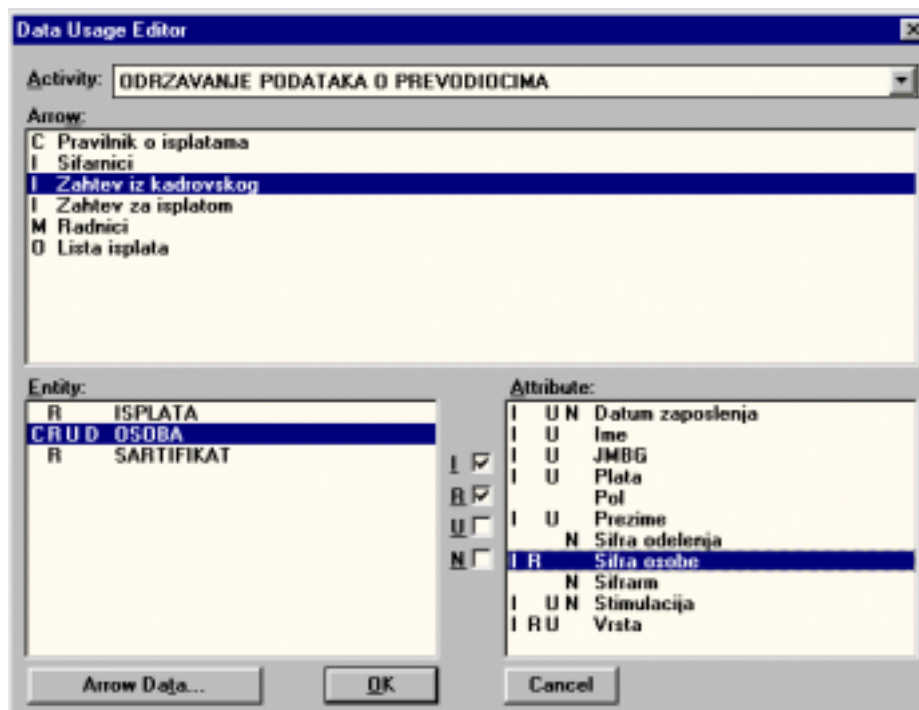 Data Usage Editor
Activity: ODRZAVANJE PODATAKA O PREVODIOCIMA
Arrow:
C Pravilnik o isplatama
I Sifarnici
I Zahtev iz kadrovskog
I Zahtev za isplatom
M Radnici
O Lista isplata
Entity:
R ISPLATA
CRUD OSOBA
R SARTIFIKAT
I
R
U
N
Attribute:
I U N Datum zaposlenja
I U Ime
I U JMBG
I U Plata
Pol
I U Prezime
N Sifra odelenja
I R Sifra osobe
N Sifrarm
I U N Stimulacija
I R U Vrsta
Arrow Data...
OK
Cancel